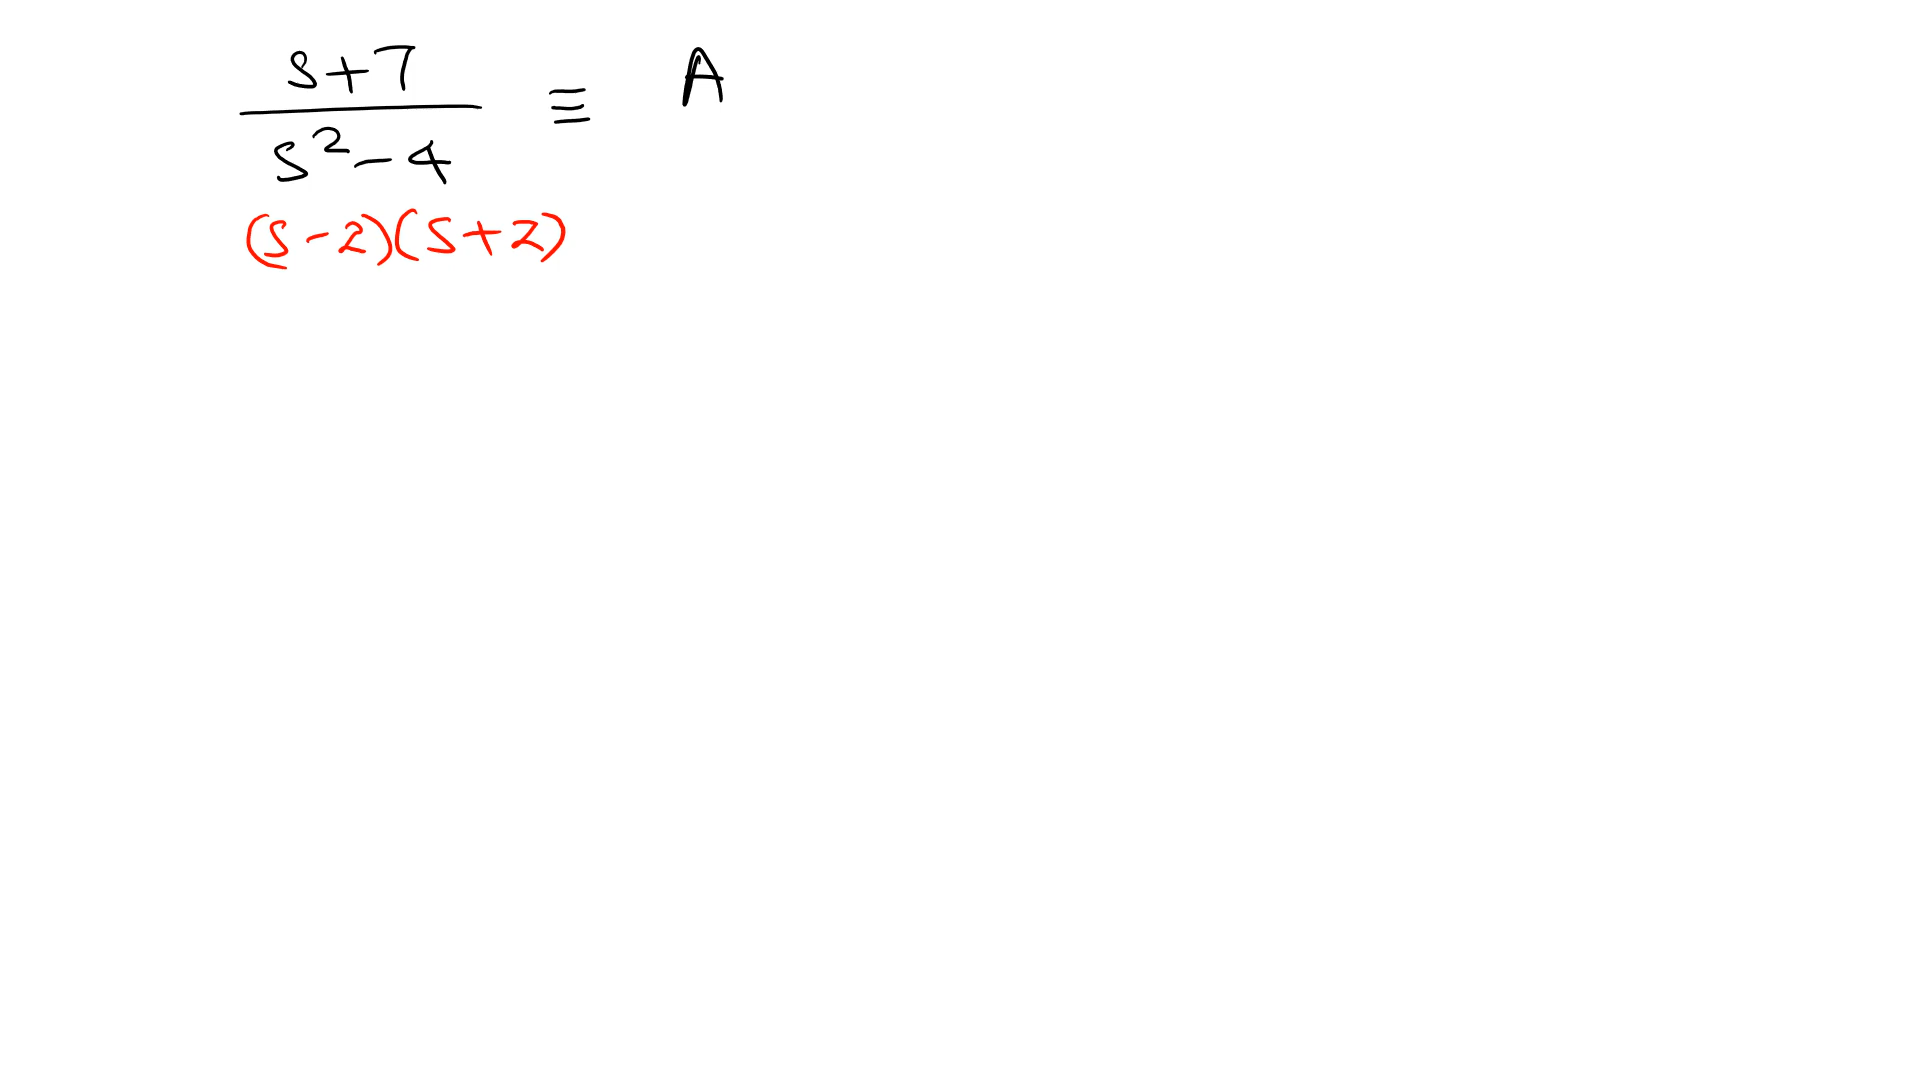 s+7 / s²-4 ≡ A
(s-2)(s+2)